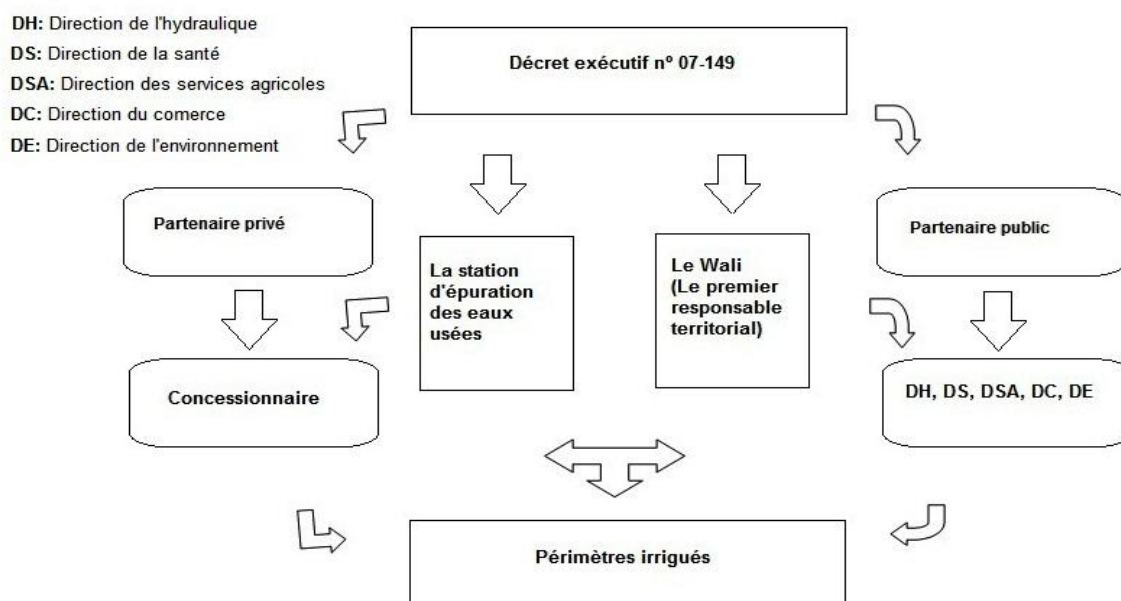 DH: Direction de l'hydraulique
DS: Direction de la santé
DSA: Direction des services agricoles
DC: Direction du comerce
DE: Direction de l'environnement
Décret exécutif nº 07-149
Partenaire privé
La station
d'épuration
des eaux
usées
Le Wali
(Le premier
responsable
territorial)
Partenaire public
Concessionnaire
DH, DS, DSA, DC, DE
Périmètres irrigués